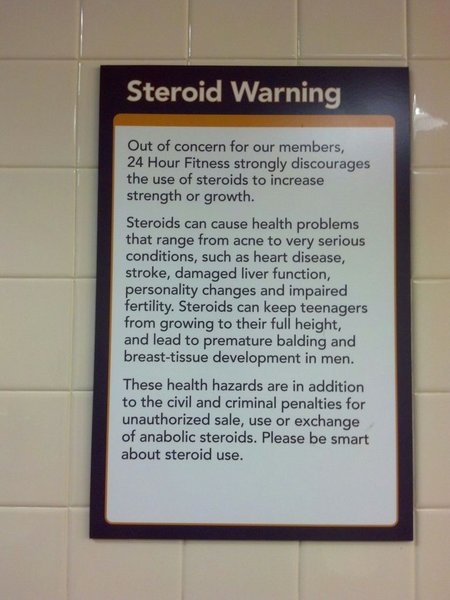 Steroid Warning
Out of concern for our members,
24 Hour Fitness strongly discourages
the use of steroids to increase
strength or growth.
Steroids can cause health problems
that range from acne to very serious
conditions, such as heart disease,
stroke, damaged liver function,
personality changes and impaired
fertility. Steroids can keep teenagers
from growing to their full height,
and lead to premature balding and
breast-tissue development in men.
These health hazards are in addition
to the civil and criminal penalties for
unauthorized sale, use or exchange
of anabolic steroids. Please be smart
about steroid use.